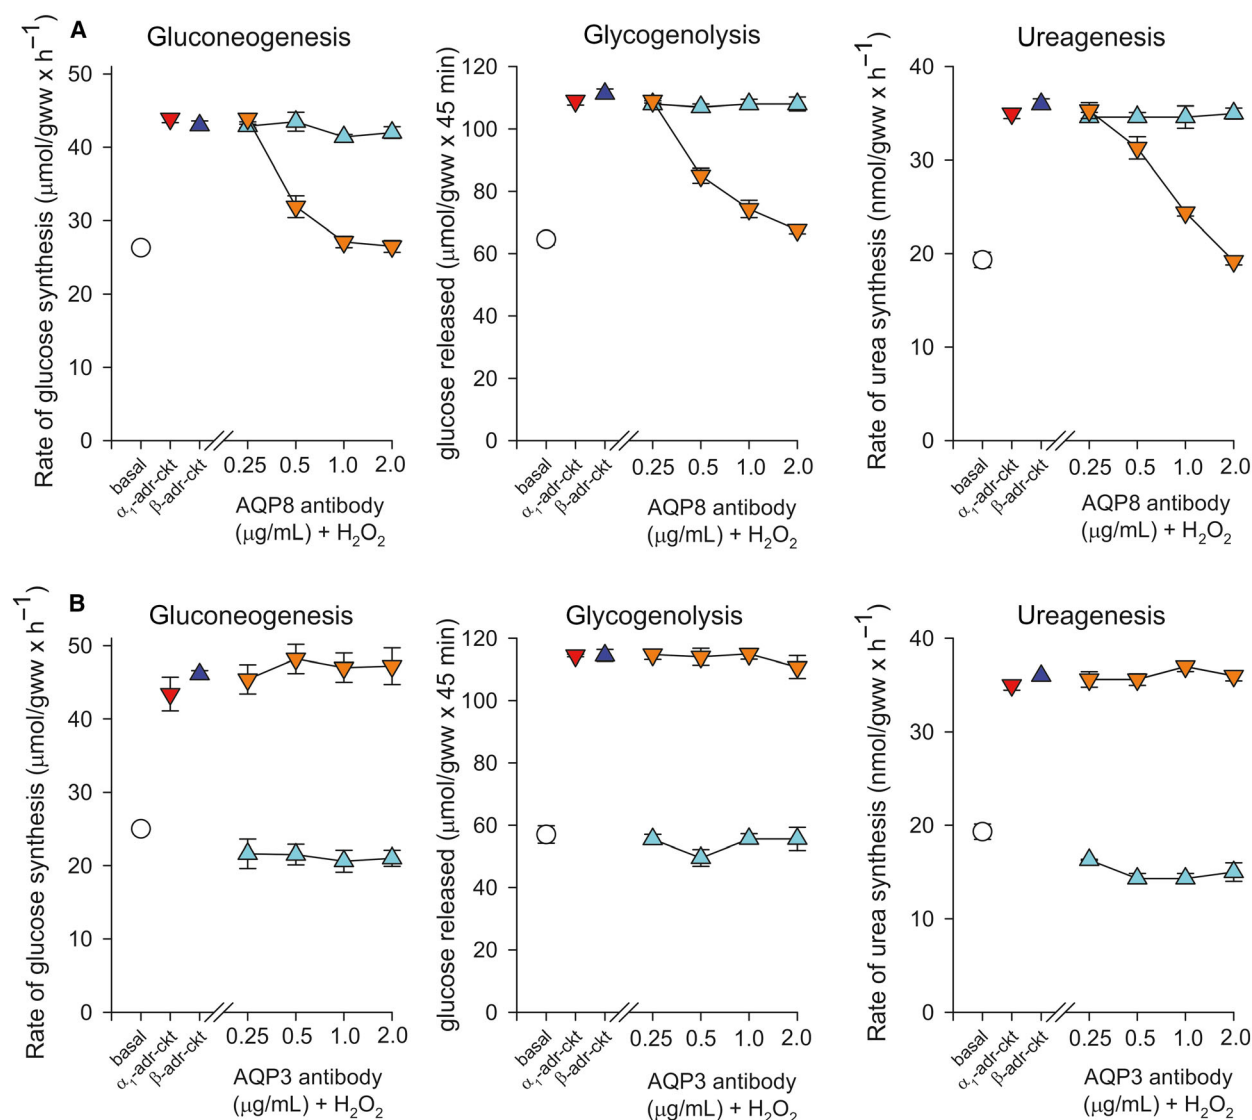 A
Gluconeogenesis
Glycogenolysis
Ureagenesis
Rate of glucose synthesis (μmol/gww x h⁻¹)
50
40
30
20
10
0
basal
α₁-adr-ckt
β-adr-ckt
0.25 0.5 1.0 2.0
AQP8 antibody
(μg/mL) + H₂O₂
glucose released (μmol/gww x 45 min)
120
100
80
60
40
20
0
basal
α₁-adr-ckt
β-adr-ckt
0.25 0.5 1.0 2.0
AQP8 antibody
(μg/mL) + H₂O₂
Rate of urea synthesis (nmol/gww x h⁻¹)
40
30
20
10
0
basal
α₁-adr-ckt
β-adr-ckt
0.25 0.5 1.0 2.0
AQP8 antibody
(μg/mL) + H₂O₂
B
Gluconeogenesis
Glycogenolysis
Ureagenesis
Rate of glucose synthesis (μmol/gww x h⁻¹)
50
40
30
20
10
0
basal
α₁-adr-ckt
β-adr-ckt
0.25 0.5 1.0 2.0
AQP3 antibody
(μg/mL) + H₂O₂
glucose released (μmol/gww x 45 min)
120
100
80
60
40
20
0
basal
α₁-adr-ckt
β-adr-ckt
0.25 0.5 1.0 2.0
AQP3 antibody
(μg/mL) + H₂O₂
Rate of urea synthesis (nmol/gww x h⁻¹)
40
30
20
10
0
basal
α₁-adr-ckt
β-adr-ckt
0.25 0.5 1.0 2.0
AQP3 antibody
(μg/mL) + H₂O₂